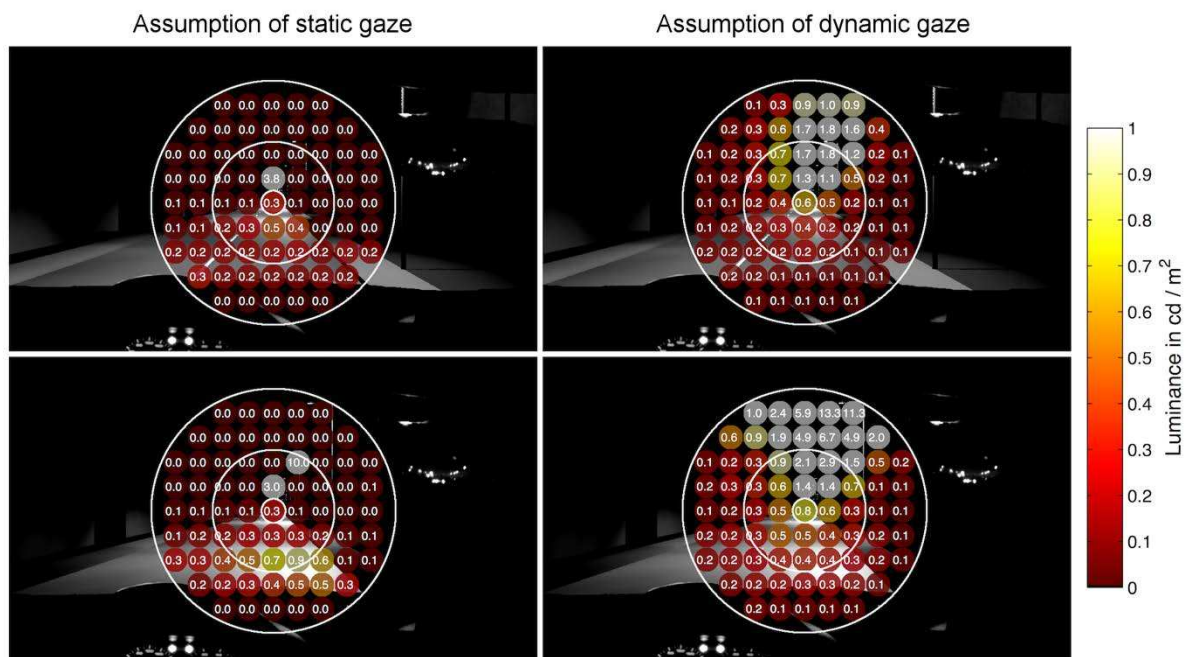 Assumption of static gaze
Assumption of dynamic gaze
0.0 0.0 0.0 0.0 0.0
0.0 0.0 0.0 0.0 0.0 0.0 0.0
0.0 0.0 0.0 0.0 0.0 0.0 0.0 0.0 0.0
0.0 0.0 0.0 0.0 3.8 0.0 0.0 0.0 0.0
0.1 0.1 0.1 0.1 0.3 0.1 0.0 0.0 0.0
0.1 0.1 0.2 0.3 0.5 0.4 0.0 0.0 0.0
0.2 0.2 0.2 0.2 0.2 0.2 0.2 0.2 0.2
0.3 0.2 0.2 0.2 0.2 0.2 0.2
0.0 0.0 0.0 0.0 0.0
0.1 0.3 0.9 1.0 0.9
0.2 0.3 0.6 1.7 1.8 1.6 0.4
0.1 0.2 0.3 0.7 1.7 1.8 1.2 0.2 0.1
0.1 0.2 0.3 0.7 1.3 1.1 0.5 0.2 0.1
0.1 0.1 0.2 0.4 0.6 0.5 0.2 0.1 0.1
0.1 0.2 0.2 0.3 0.4 0.2 0.2 0.1 0.1
0.1 0.2 0.2 0.2 0.2 0.1 0.1 0.1 0.1
0.2 0.2 0.1 0.1 0.1 0.1 0.1
0.1 0.1 0.1 0.1 0.1
0.0 0.0 0.0 0.0 0.0
0.0 0.0 0.0 0.0 0.0 0.0 0.0
0.0 0.0 0.0 0.0 0.0 10.0 0.0 0.0 0.0
0.0 0.0 0.0 0.0 3.0 0.0 0.0 0.0 0.1
0.1 0.1 0.1 0.1 0.3 0.1 0.0 0.0 0.0
0.1 0.1 0.2 0.3 0.3 0.3 0.2 0.1 0.1
0.3 0.3 0.4 0.5 0.7 0.9 0.6 0.1 0.1
0.2 0.2 0.3 0.4 0.5 0.5 0.3
0.0 0.0 0.0 0.0 0.0
1.0 2.4 5.9 13.3 11.3
0.6 0.9 1.9 4.9 6.7 4.9 2.0
0.1 0.2 0.3 0.9 2.1 2.9 1.5 0.5 0.2
0.2 0.2 0.3 0.6 1.4 1.4 0.7 0.1 0.1
0.2 0.2 0.3 0.5 0.8 0.6 0.3 0.1 0.1
0.2 0.2 0.3 0.5 0.5 0.4 0.3 0.1 0.1
0.2 0.2 0.3 0.4 0.4 0.4 0.3 0.2 0.1
0.2 0.2 0.2 0.3 0.3 0.2 0.1
0.2 0.1 0.1 0.1 0.1
1
0.9
0.8
0.7
0.6
0.5
0.4
0.3
0.2
0.1
0
Luminance in cd / m²